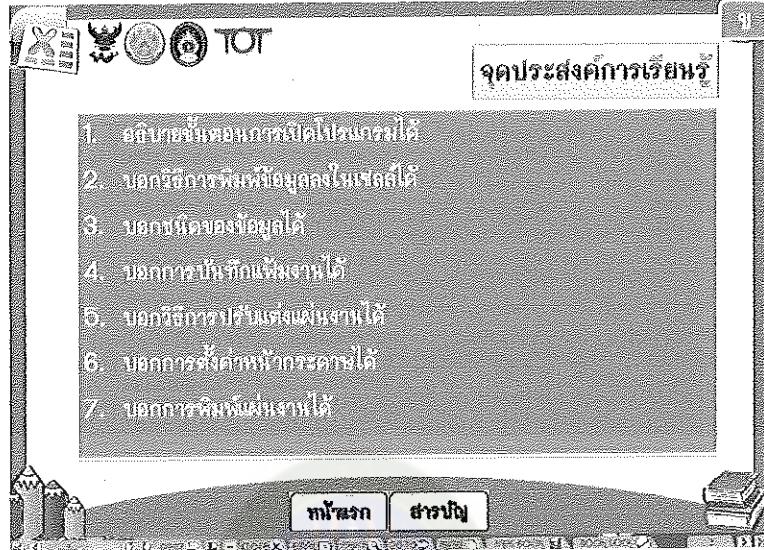 TOT
จุดประสงค์การเรียนรู้
1. อธิบายขั้นตอนการเปิดโปรแกรมได้
2. บอกวิธีการพิมพ์ข้อมูลลงในเซลล์ได้
3. บอกชนิดของข้อมูลได้
4. บอกการบันทึกแฟ้มงานได้
5. บอกวิธีการปรับแต่งแผ่นงานได้
6. บอกการตั้งค่าหน้ากระดาษได้
7. บอกการพิมพ์แผ่นงานได้
หน้าแรก สารบัญ